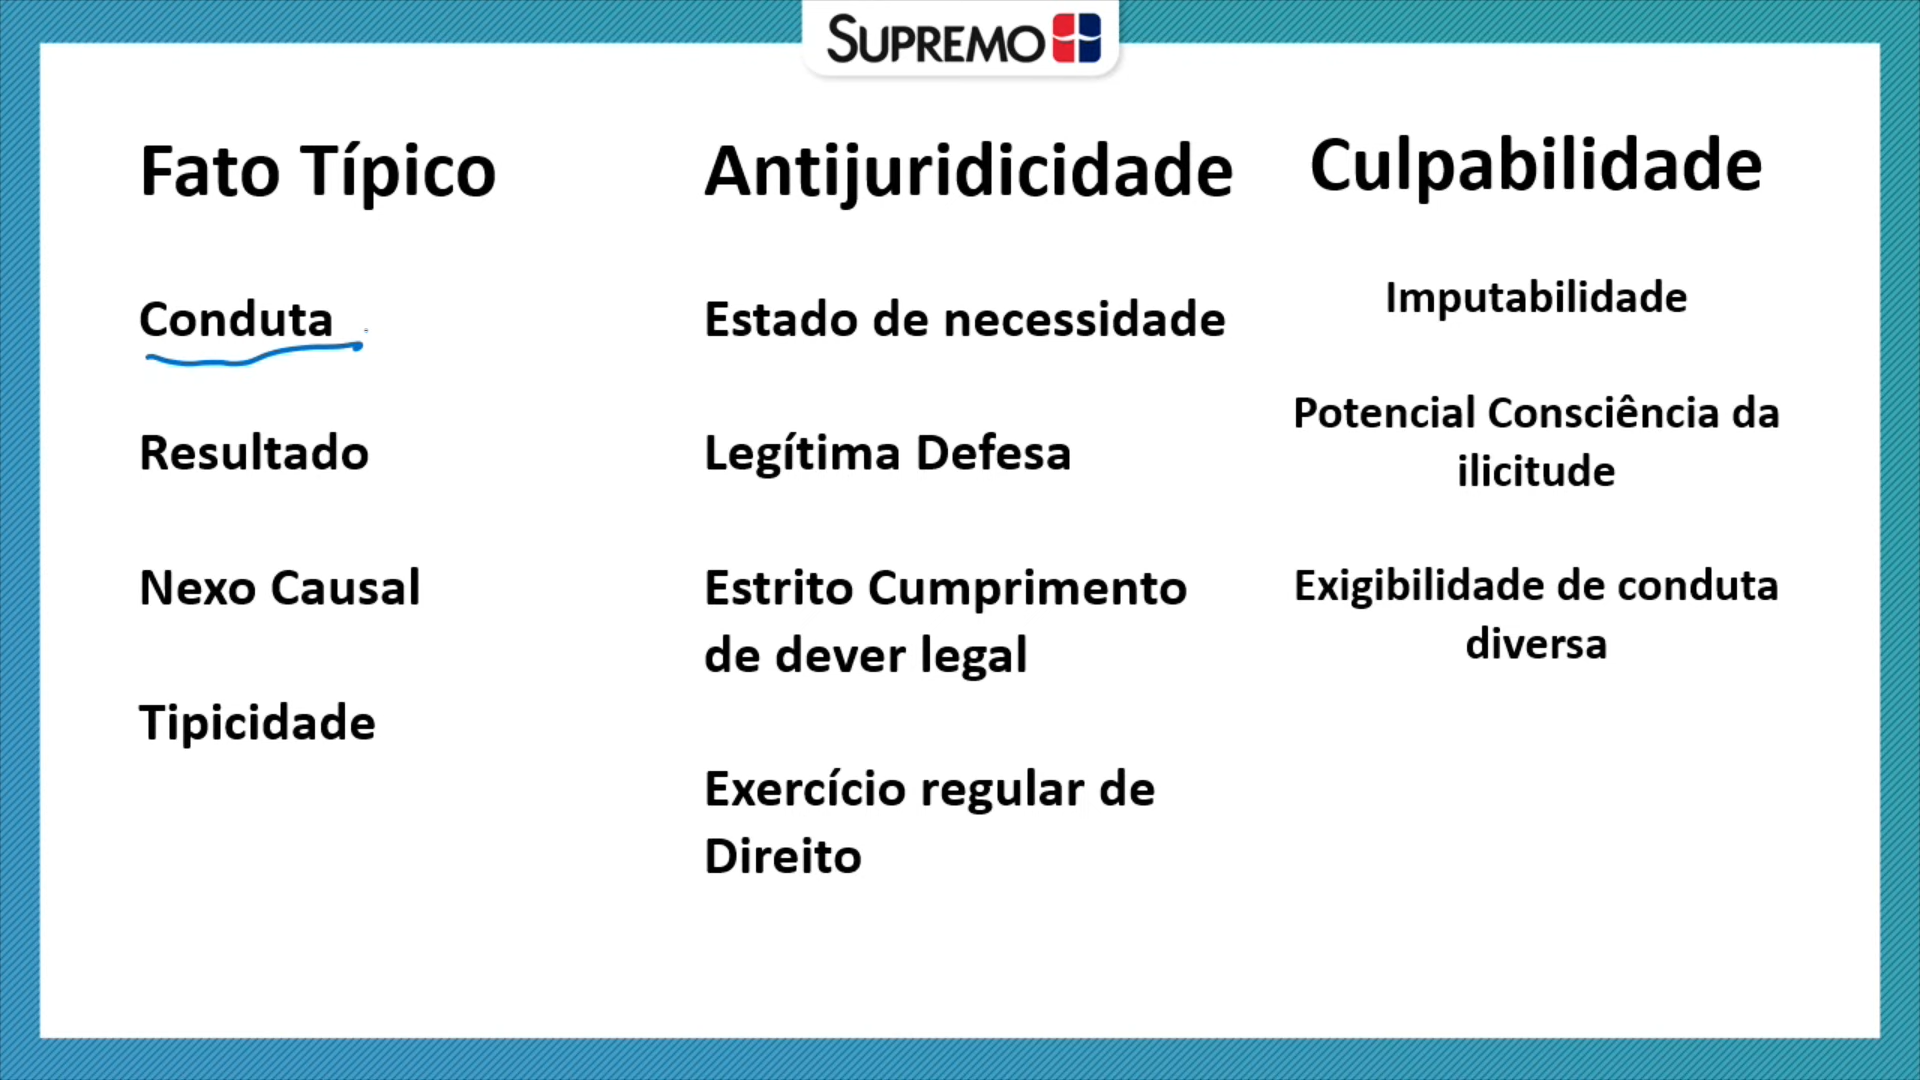 SUPREMO
Fato Típico
Conduta
Resultado
Nexo Causal
Tipicidade
Antijuridicidade
Estado de necessidade
Legítima Defesa
Estrito Cumprimento
de dever legal
Exercício regular de
Direito
Culpabilidade
Imputabilidade
Potencial Consciência da
ilicitude
Exigibilidade de conduta
diversa